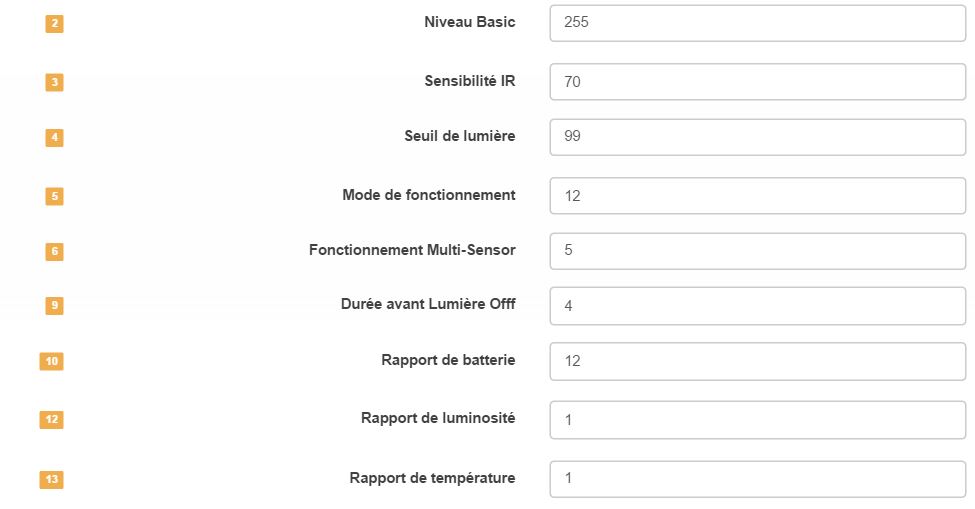 2 Niveau Basic 255
3 Sensibilité IR 70
4 Seuil de lumière 99
5 Mode de fonctionnement 12
6 Fonctionnement Multi-Sensor 5
9 Durée avant Lumière Offf 4
10 Rapport de batterie 12
12 Rapport de luminosité 1
13 Rapport de température 1